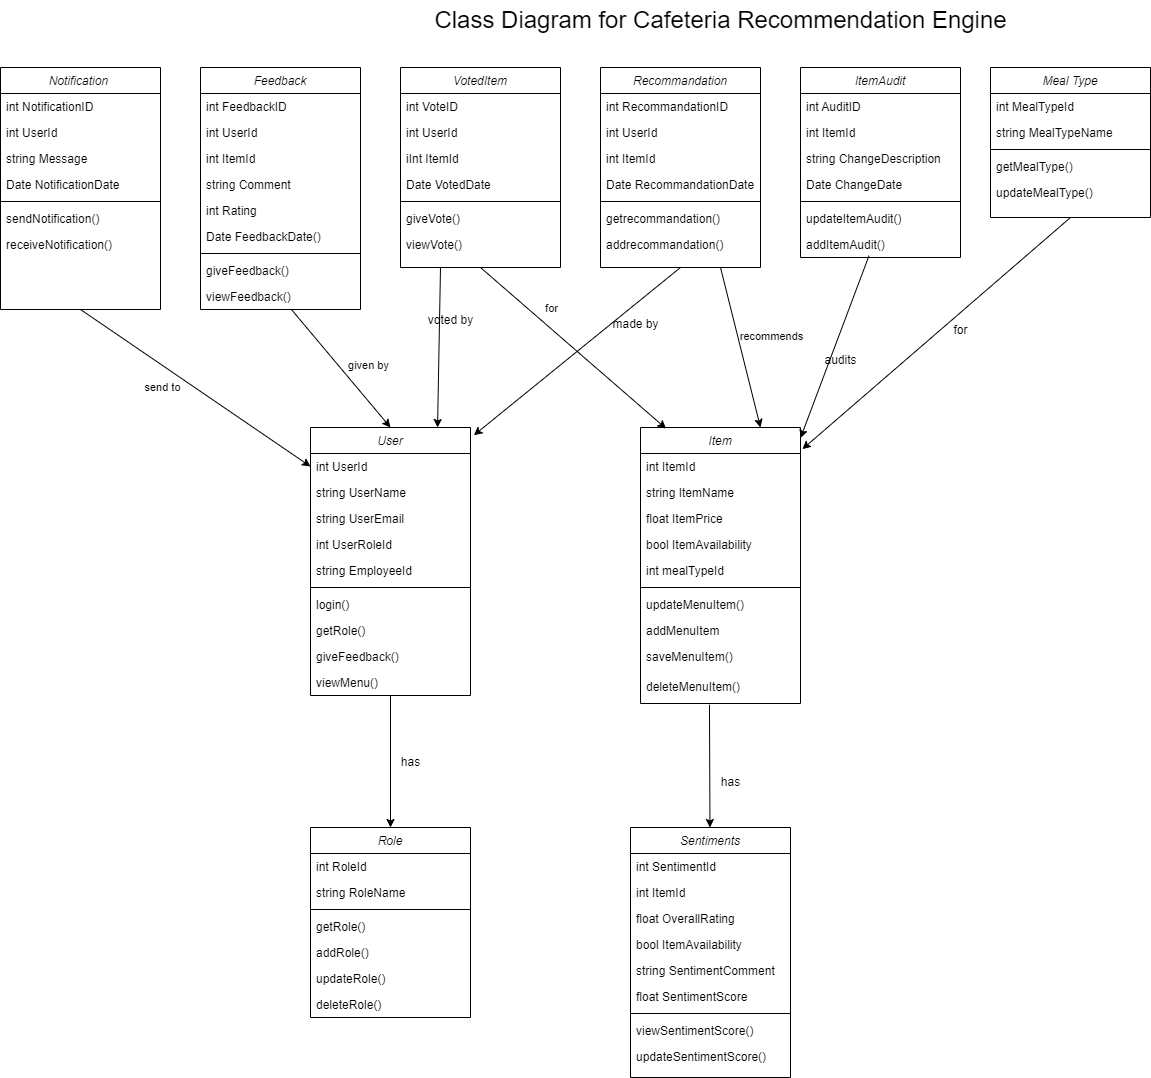 Class Diagram for Cafeteria Recommendation Engine
Notification
int NotificationID
int UserId
string Message
Date NotificationDate
sendNotification()
receiveNotification()
Feedback
int FeedbackID
int UserId
int ItemId
string Comment
int Rating
Date FeedbackDate()
giveFeedback()
viewFeedback()
VotedItem
int VoteID
int UserId
iInt ItemId
Date VotedDate
giveVote()
viewVote()
Recommandation
int RecommandationID
int UserId
int ItemId
Date RecommandationDate
getrecommandation()
addrecommandation()
ItemAudit
int AuditID
int ItemId
string ChangeDescription
Date ChangeDate
updateItemAudit()
addItemAudit()
Meal Type
int MealTypeId
string MealTypeName
getMealType()
updateMealType()
send to
given by
voted by
for
made by
recommends
audits
for
User
int UserId
string UserName
string UserEmail
int UserRoleId
string EmployeeId
login()
getRole()
giveFeedback()
viewMenu()
Item
int ItemId
string ItemName
float ItemPrice
bool ItemAvailability
int mealTypeId
updateMenuItem()
addMenuItem
saveMenuItem()
deleteMenuItem()
has
has
Role
int RoleId
string RoleName
getRole()
addRole()
updateRole()
deleteRole()
Sentiments
int SentimentId
int ItemId
float OverallRating
bool ItemAvailability
string SentimentComment
float SentimentScore
viewSentimentScore()
updateSentimentScore()